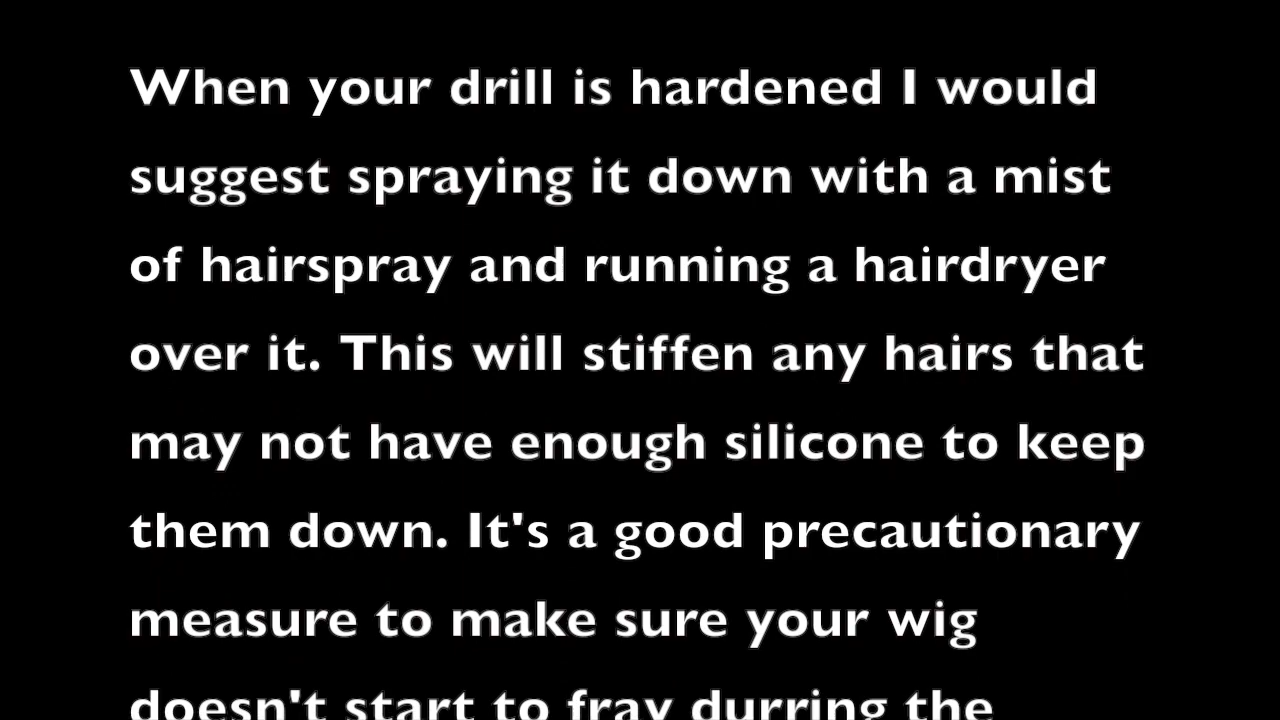 When your drill is hardened I would
suggest spraying it down with a mist
of hairspray and running a hairdryer
over it. This will stiffen any hairs that
may not have enough silicone to keep
them down. It's a good precautionary
measure to make sure your wig
doesn't start to fray durring the